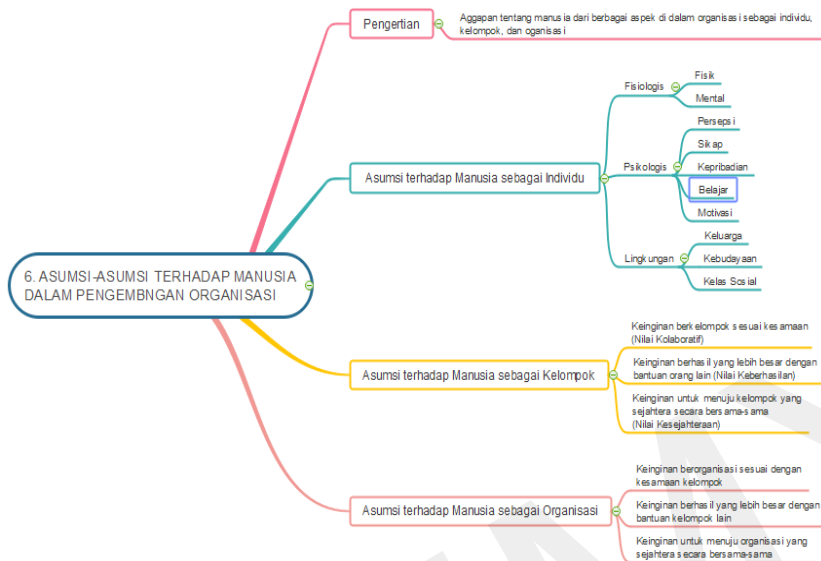 Pengertian
Aggapan tentang manusia dari berbagai aspek di dalam organisasi sebagai individu,
kelompok, dan oganisasi
Fisiologis
Fisik
Mental
Asumsi terhadap Manusia sebagai Individu
Psikologis
Persepsi
Sikap
Kepribadian
Belajar
Motivasi
Lingkungan
Keluarga
Kebudayaan
Kelas Sosial
6. ASUMSI-ASUMSI TERHADAP MANUSIA
DALAM PENGEMBNGAN ORGANISASI
Asumsi terhadap Manusia sebagai Kelompok
Keinginan berkelompok sesuai kesamaan
(Nilai Kolaboratif)
Keinginan berhasil yang lebih besar dengan
bantuan orang lain (Nilai Keberhasilan)
Keinginan untuk menuju kelompok yang
sejahtera secara bersama-sama
(Nilai Kesejahteraan)
Asumsi terhadap Manusia sebagai Organisasi
Keinginan berorganisasi sesuai dengan
kesamaan kelompok
Keinginan berhasil yang lebih besar dengan
bantuan kelompok lain
Keinginan untuk menuju organisasi yang
sejahtera secara bersama-sama